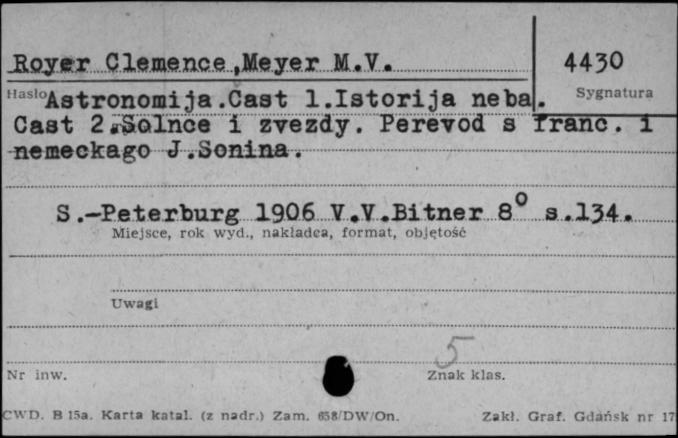 Royer Clemence,Meyer M.V. 4430
Hasło Astronomija.Cast 1.Istorija neba. Sygnatura
Cast 2.Solnce i zvezdy. Perevod s franc. i
nemeckago J.Sonina.
S.-Peterburg 1906 V.V.Bitner 8° s.134.
Miejsce, rok wyd., nakładca, format, objętość
Uwagi
5
Nr inw. Znak klas.
CWD. B 15a. Karta katal. (z nadr.) Zam. 658/DW/On. Zakł. Graf. Gdańsk nr 17